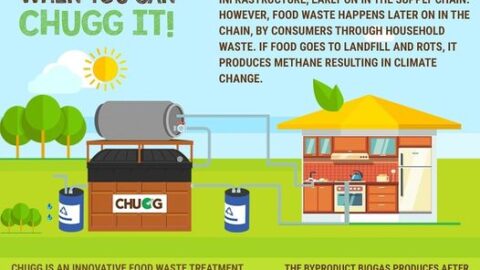 WHEN YOU CAN
CHUGG IT!
INFRASTRUCTURE, EARLY ON IN THE SUPPLY CHAIN.
HOWEVER, FOOD WASTE HAPPENS LATER ON IN THE
CHAIN, BY CONSUMERS THROUGH HOUSEHOLD
WASTE. IF FOOD GOES TO LANDFILL AND ROTS, IT
PRODUCES METHANE RESULTING IN CLIMATE
CHANGE.
CHUGG
CHUGG IS AN INNOVATIVE FOOD WASTE TREATMENT
THE BYPRODUCT BIOGAS PRODUCES AFTER